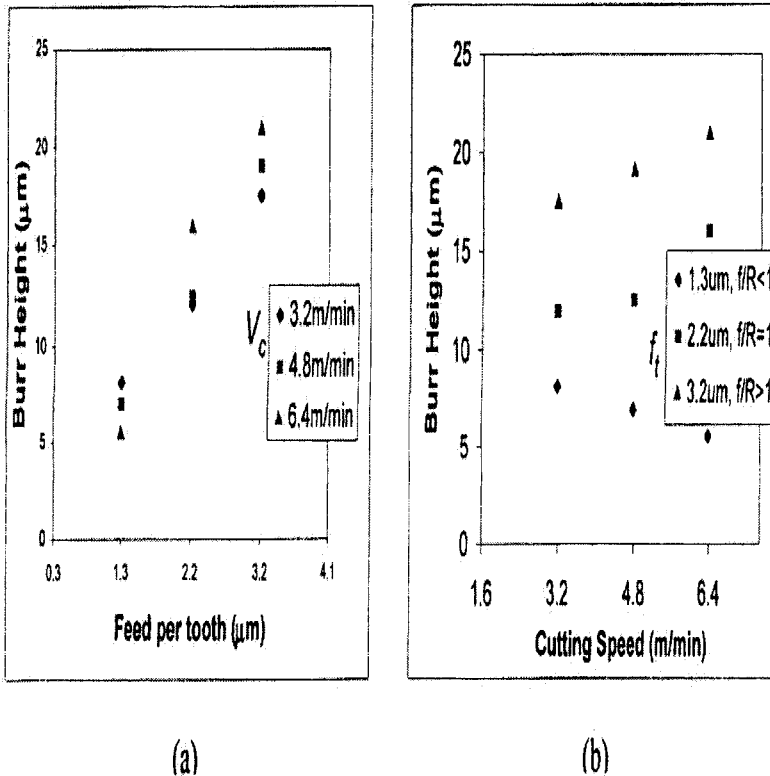 Burr Height (μm)
25
20
15
10
5
0
V_c
3.2m/min
4.8m/min
6.4m/min
0.3 1.3 2.2 3.2 4.1
Feed per tooth (μm)
(a)
Burr Height (μm)
25
20
15
10
5
0
f_t
1.3um, f/R<1
2.2um, f/R=1
3.2um, f/R>1
1.6 3.2 4.8 6.4
Cutting Speed (m/min)
(b)